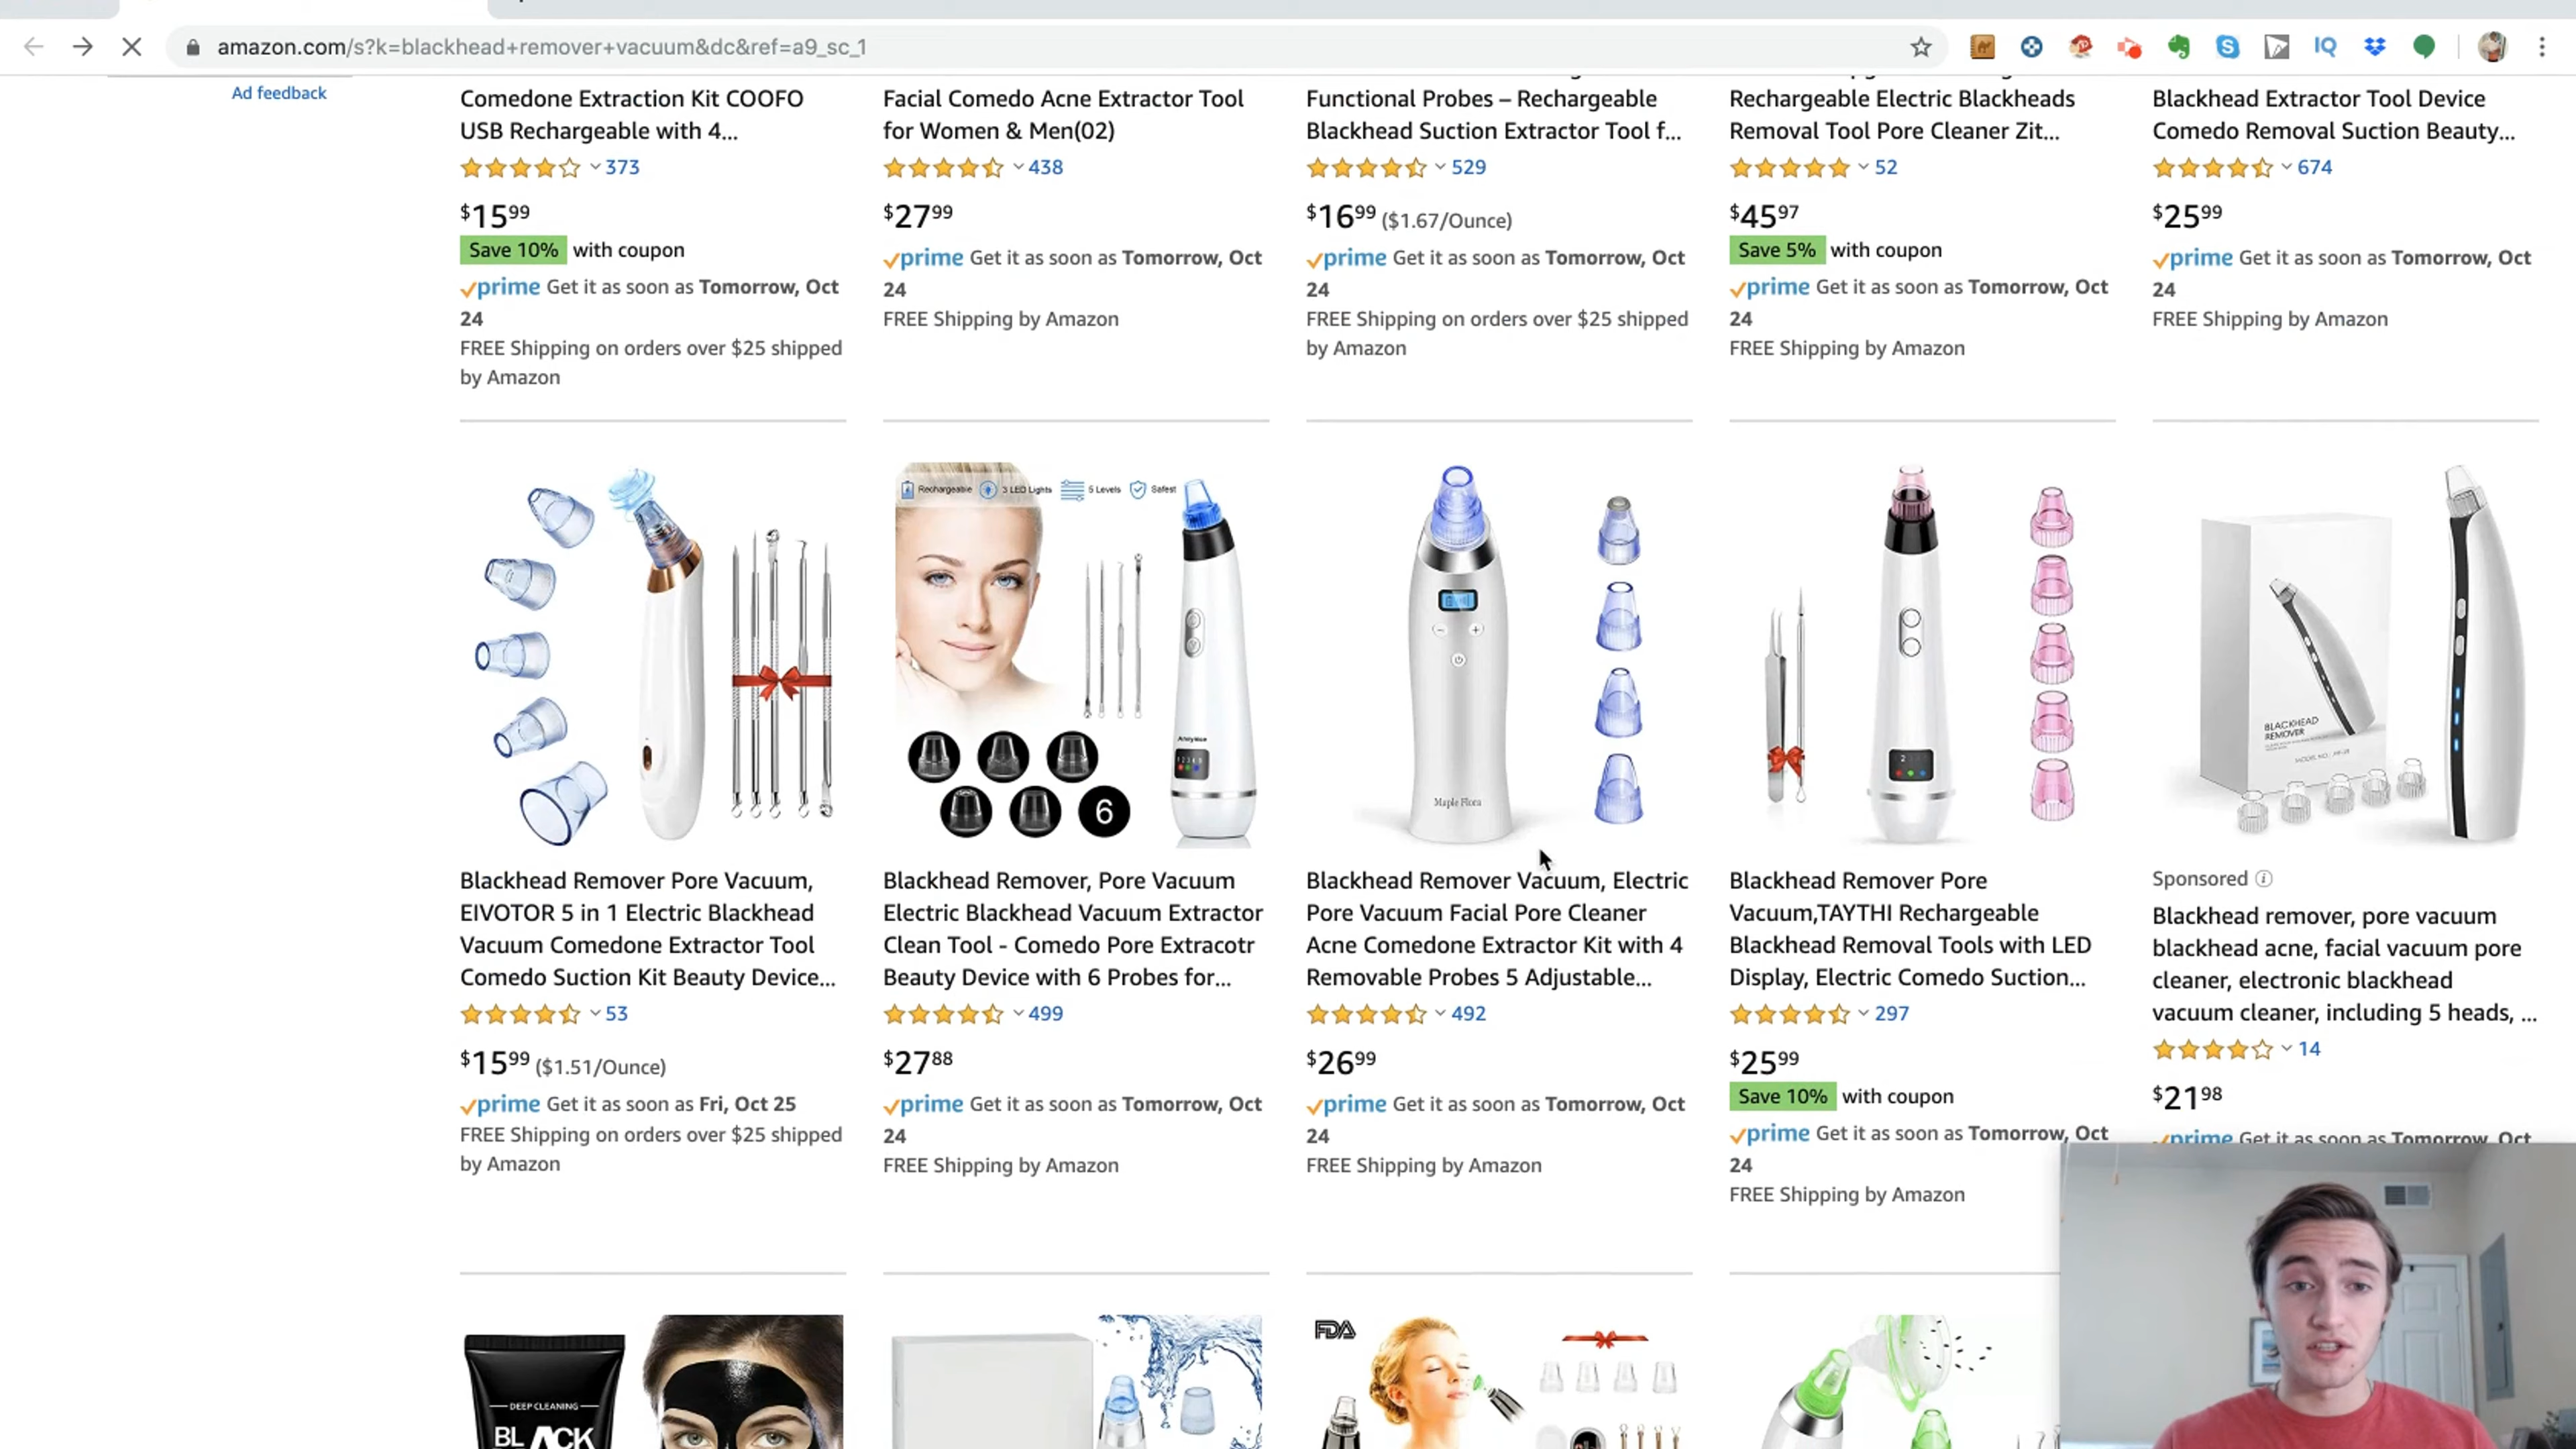 amazon.com/s?k=blackhead+remover+vacuum&dc&ref=a9_sc_1
IQ
Ad feedback
Comedone Extraction Kit COOFO
USB Rechargeable with 4...
373
$15 99
Save 10% with coupon
prime Get it as soon as Tomorrow, Oct
24
FREE Shipping on orders over $25 shipped
by Amazon
Facial Comedo Acne Extractor Tool
for Women & Men(02)
438
$27 99
prime Get it as soon as Tomorrow, Oct
24
FREE Shipping by Amazon
Functional Probes – Rechargeable
Blackhead Suction Extractor Tool f...
529
$16 99 ($1.67/Ounce)
prime Get it as soon as Tomorrow, Oct
24
FREE Shipping on orders over $25 shipped
by Amazon
Rechargeable Electric Blackheads
Removal Tool Pore Cleaner Zit...
52
$45 97
Save 5% with coupon
prime Get it as soon as Tomorrow, Oct
24
FREE Shipping by Amazon
Blackhead Extractor Tool Device
Comedo Removal Suction Beauty...
674
$25 99
prime Get it as soon as Tomorrow, Oct
24
FREE Shipping by Amazon
Blackhead Remover Pore Vacuum,
EIVOTOR 5 in 1 Electric Blackhead
Vacuum Comedone Extractor Tool
Comedo Suction Kit Beauty Device...
53
$15 99 ($1.51/Ounce)
prime Get it as soon as Fri, Oct 25
FREE Shipping on orders over $25 shipped
by Amazon
Rechargeable 3 LED Lights 5 Levels Safest
6
Blackhead Remover, Pore Vacuum
Electric Blackhead Vacuum Extractor
Clean Tool - Comedo Pore Extracotr
Beauty Device with 6 Probes for...
499
$27 88
prime Get it as soon as Tomorrow, Oct
24
FREE Shipping by Amazon
Maple Flora
Blackhead Remover Vacuum, Electric
Pore Vacuum Facial Pore Cleaner
Acne Comedone Extractor Kit with 4
Removable Probes 5 Adjustable...
492
$26 99
prime Get it as soon as Tomorrow, Oct
24
FREE Shipping by Amazon
2
Blackhead Remover Pore
Vacuum,TAYTHI Rechargeable
Blackhead Removal Tools with LED
Display, Electric Comedo Suction...
297
$25 99
Save 10% with coupon
prime Get it as soon as Tomorrow, Oct
24
FREE Shipping by Amazon
BLACKHEAD
REMOVER
Sponsored
Blackhead remover, pore vacuum
blackhead acne, facial vacuum pore
cleaner, electronic blackhead
vacuum cleaner, including 5 heads, ...
14
$21 98
prime Get it as soon as Tomorrow, Oct
DEEP CLEANING
BLACK
FDA